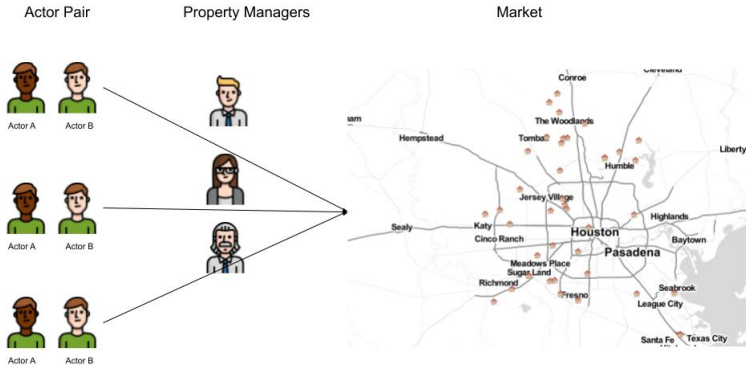 Actor Pair
Property Managers
Market
Actor A
Actor B
Actor A
Actor B
Actor A
Actor B
Conroe
Cleveland
The Woodlands
Tomball
Hempstead
Liberty
Humble
Jersey Village
Katy
Sealy
Cinco Ranch
Highlands
Houston
Baytown
Pasadena
Meadows Place
Sugar Land
Richmond
Fresno
Seabrook
League City
Santa Fe
Texas City